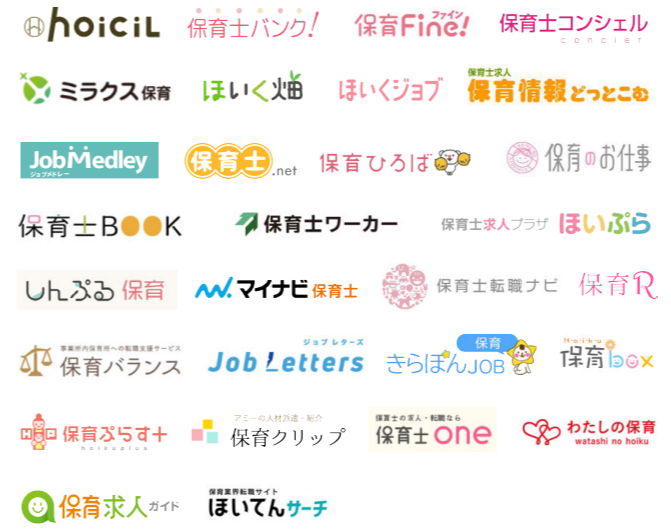 hoiciL
保育士バンク!
保育Fine!
ファイン
保育士コンシェル
concier
ミラクス保育
ほいく畑
ほいくジョブ
保育士求人
保育情報どっとこむ
JobMedley
ジョブメドレー
保育士.net
保育ひろば
保育のお仕事
保育士BOOK
保育士ワーカー
保育士求人プラザ ほいぷら
しんぷる保育
マイナビ保育士
保育士転職ナビ
保育R
事業所内保育所への転職支援サービス
保育バランス
ジョブレターズ
Job Letters
保育
きらぽんJOB
Hoiku
保育box
保育ぷらす+
hoikuplus
アミーの人材派遣・紹介
保育クリップ
保育士の求人・転職なら
保育士one
わたしの保育
watashi no hoiku
保育求人ガイド
保育業界転職サイト
ほいてんサーチ